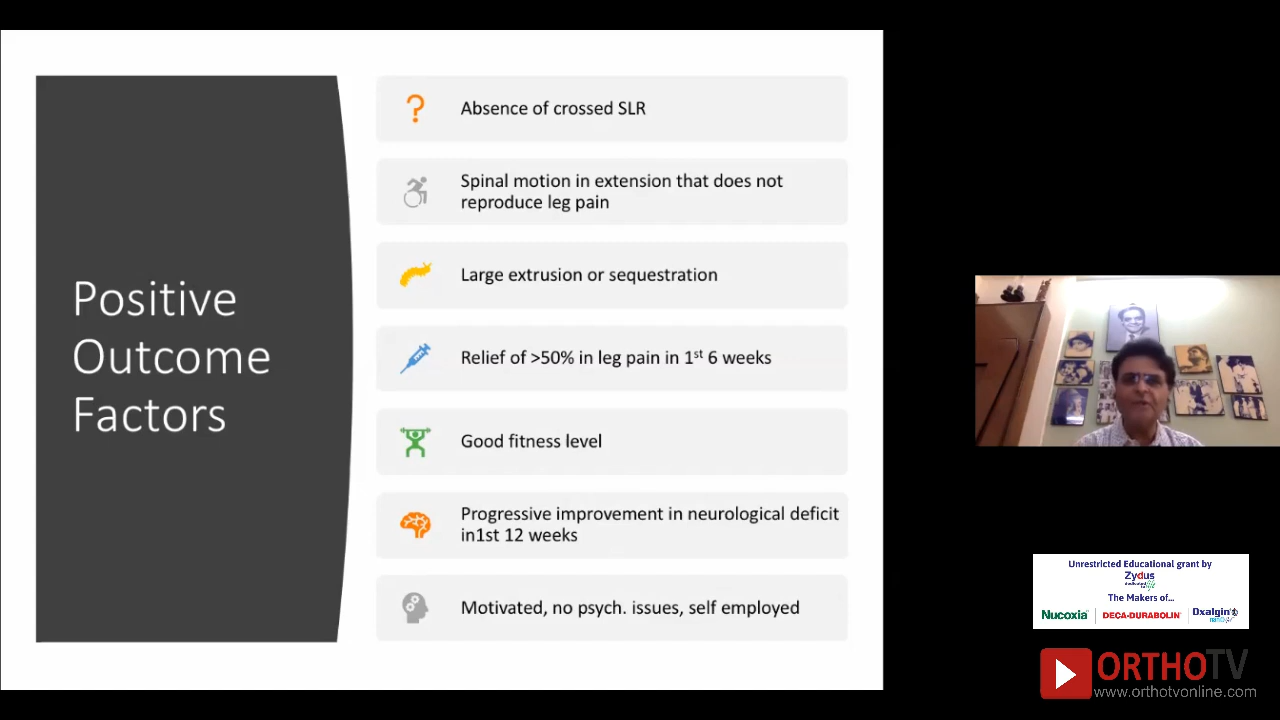 Positive
Outcome
Factors
Absence of crossed SLR
Spinal motion in extension that does not
reproduce leg pain
Large extrusion or sequestration
Relief of >50% in leg pain in 1st 6 weeks
Good fitness level
Progressive improvement in neurological deficit
in1st 12 weeks
Motivated, no psych. issues, self employed
Unrestricted Educational grant by
Zydus
dedicated to life
The Makers of...
Nucoxia DECA-DURABOLIN Dxalgin
ORTHOTV
www.orthotvonline.com